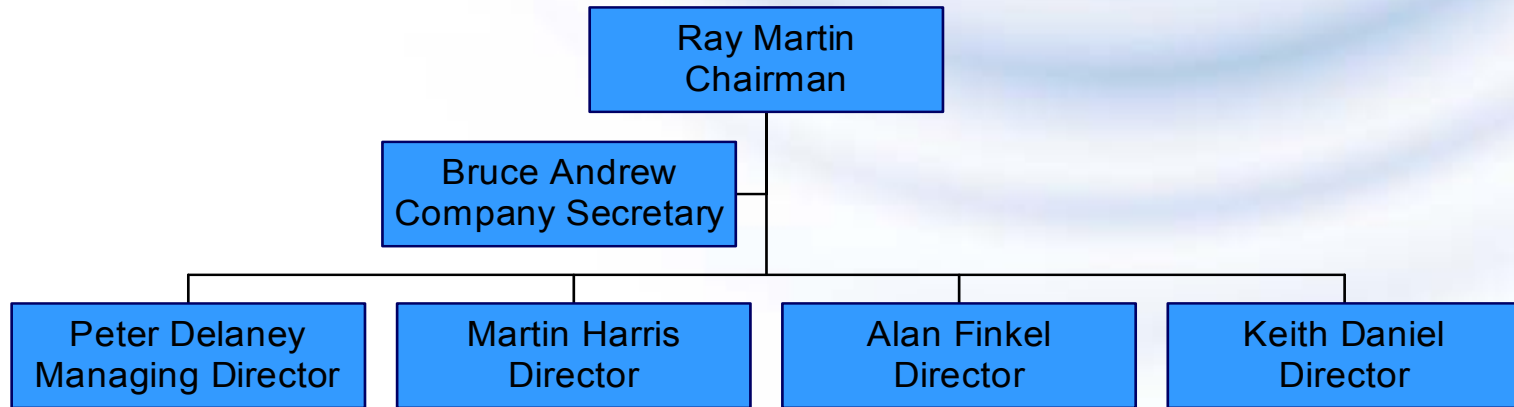 Ray Martin
Chairman
Bruce Andrew
Company Secretary
Peter Delaney
Managing Director
Martin Harris
Director
Alan Finkel
Director
Keith Daniel
Director